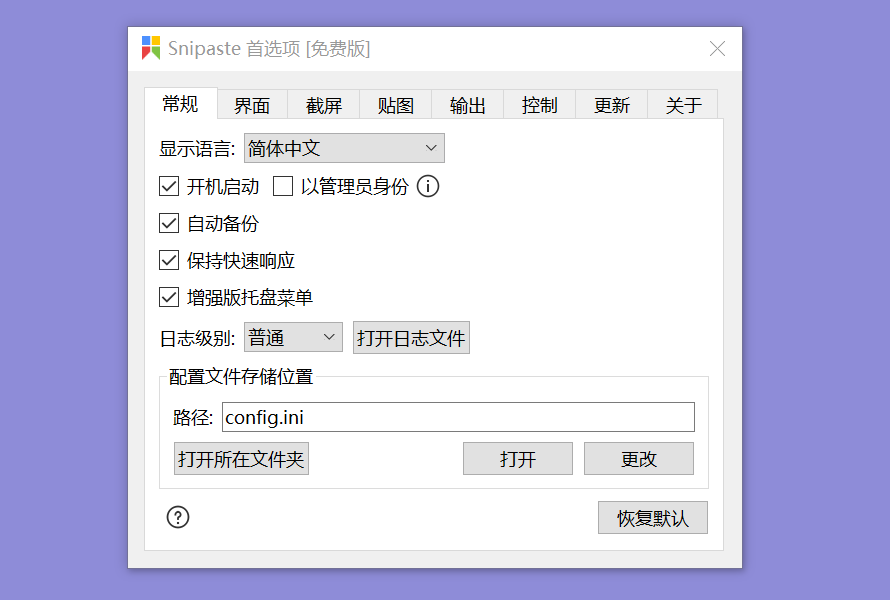 Snipaste 首选项 [免费版]
常规 界面 截屏 贴图 输出 控制 更新 关于
显示语言: 简体中文
开机启动 以管理员身份
自动备份
保持快速响应
增强版托盘菜单
日志级别: 普通 打开日志文件
配置文件存储位置
路径: config.ini
打开所在文件夹 打开 更改
恢复默认